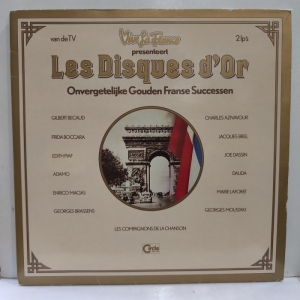 van de TV
Vive La France
2 lp's
presenteert
Les Disques d'Or
Onvergetelijke Gouden Franse Successen
GILBERT BECAUD
CHARLES AZNAVOUR
FRIDA BOCCARA
JACQUES BREL
EDITH PIAF
JOE DASSIN
ADAMO
DALIDA
ENRICO MACIAS
MARIE LAFORET
GEORGES BRASSENS
GEORGES MOUSTAKI
LES COMPAGNONS DE LA CHANSON
Circle